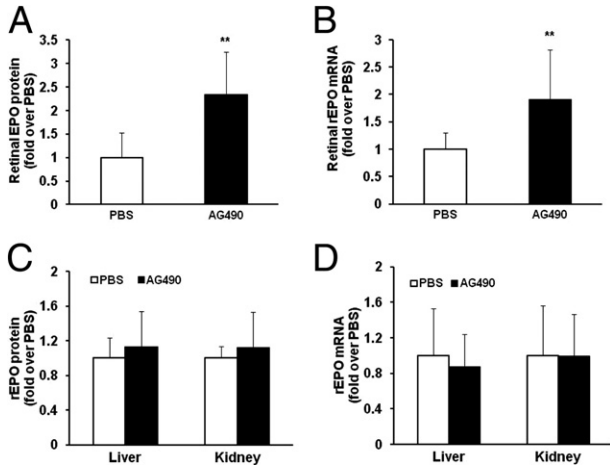 A
Retinal EPO protein
(fold over PBS)
3.5
3
2.5
2
1.5
1
0.5
0
**
PBS AG490
B
Retinal rEPO mRNA
(fold over PBS)
3
2.5
2
1.5
1
0.5
0
**
PBS AG490
C
rEPO protein
(fold over PBS)
2
1.6
1.2
0.8
0.4
0
PBS AG490
Liver Kidney
D
rEPO mRNA
(fold over PBS)
2
1.6
1.2
0.8
0.4
0
PBS AG490
Liver Kidney